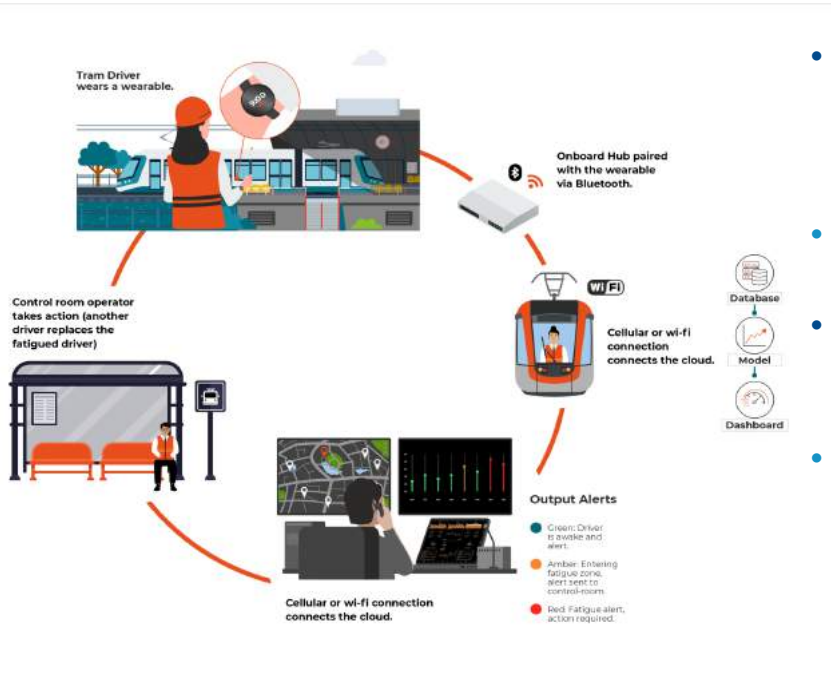 Tram Driver
wears a wearable.
Onboard Hub paired
with the wearable
via Bluetooth.
Wi Fi
Cellular or wi-fi
connection
connects the cloud.
Database
Model
Dashboard
Control room operator
takes action (another
driver replaces the
fatigued driver)
Output Alerts
Green: Driver
is awake and
alert.
Amber: Entering
fatigue zone,
alert sent to
control-room.
Red: Fatigue alert,
action required.
Cellular or wi-fi connection
connects the cloud.